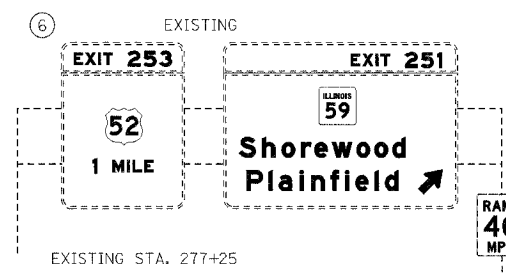 6
EXISTING
EXIT 253
52
1 MILE
EXIT 251
ILLINOIS
59
Shorewood
Plainfield
EXISTING STA. 277+25